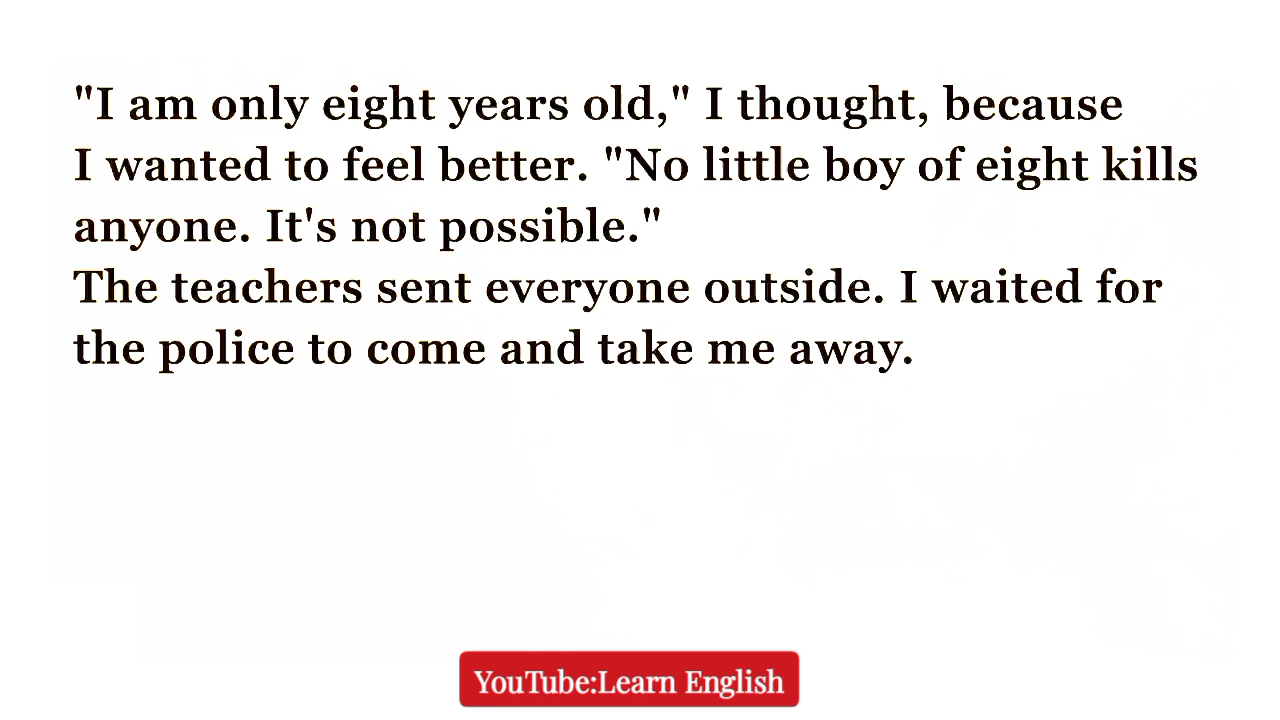 "I am only eight years old," I thought, because
I wanted to feel better. "No little boy of eight kills
anyone. It's not possible."
The teachers sent everyone outside. I waited for
the police to come and take me away.
YouTube:Learn English